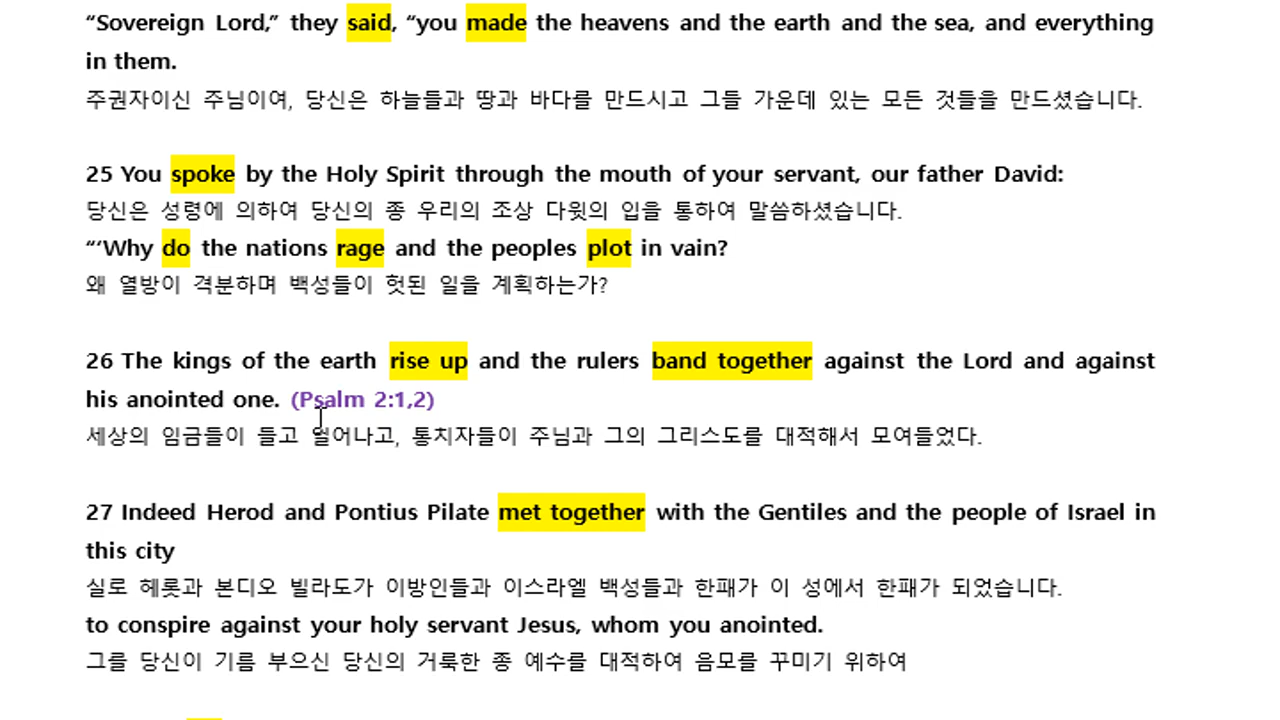 “Sovereign Lord,” they said, “you made the heavens and the earth and the sea, and everything
in them.
주권자이신 주님이여, 당신은 하늘들과 땅과 바다를 만드시고 그들 가운데 있는 모든 것들을 만드셨습니다.
25 You spoke by the Holy Spirit through the mouth of your servant, our father David:
당신은 성령에 의하여 당신의 종 우리의 조상 다윗의 입을 통하여 말씀하셨습니다.
“‘Why do the nations rage and the peoples plot in vain?
왜 열방이 격분하며 백성들이 헛된 일을 계획하는가?
26 The kings of the earth rise up and the rulers band together against the Lord and against
his anointed one. (Psalm 2:1,2)
세상의 임금들이 들고 일어나고, 통치자들이 주님과 그의 그리스도를 대적해서 모여들었다.
27 Indeed Herod and Pontius Pilate met together with the Gentiles and the people of Israel in
this city
실로 헤롯과 본디오 빌라도가 이방인들과 이스라엘 백성들과 한패가 이 성에서 한패가 되었습니다.
to conspire against your holy servant Jesus, whom you anointed.
그를 당신이 기름 부으신 당신의 거룩한 종 예수를 대적하여 음모를 꾸미기 위하여